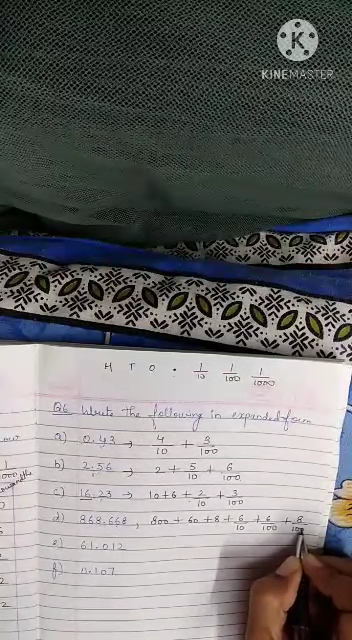 K
KINEMASTER
H T O . 1/10 1/100 1/1000
Q6 Write the following in expanded form
a) 0.43 → 4/10 + 3/100
b) 2.56 → 2 + 5/10 + 6/100
c) 16.23 → 10+6 + 2/10 + 3/100
d) 868.668, 800 + 60 + 8 + 6/10 + 6/100 + 8/100
e) 61.012
f) 0.107